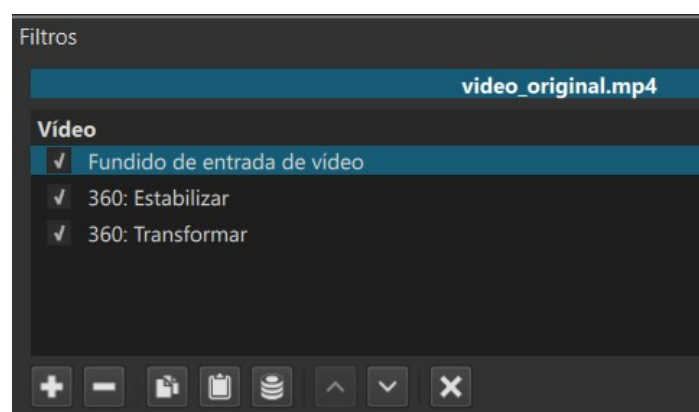 Filtros
video_original.mp4
Vídeo
Fundido de entrada de vídeo
360: Estabilizar
360: Transformar